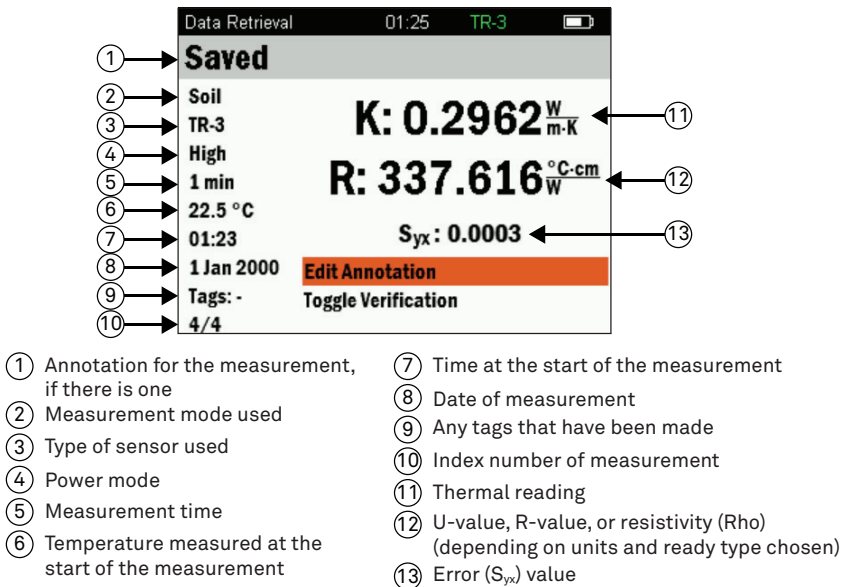 Data Retrieval 01:25 TR-3
1 Saved
2 Soil
3 TR-3
4 High
5 1 min
6 22.5 °C
7 01:23
8 1 Jan 2000
9 Tags: -
10 4/4
K: 0.2962 W/m·K 11
R: 337.616 °C·cm/W 12
Syx: 0.0003 13
Edit Annotation
Toggle Verification
1 Annotation for the measurement,
if there is one
2 Measurement mode used
3 Type of sensor used
4 Power mode
5 Measurement time
6 Temperature measured at the
start of the measurement
7 Time at the start of the measurement
8 Date of measurement
9 Any tags that have been made
10 Index number of measurement
11 Thermal reading
12 U-value, R-value, or resistivity (Rho)
(depending on units and ready type chosen)
13 Error (Syx) value